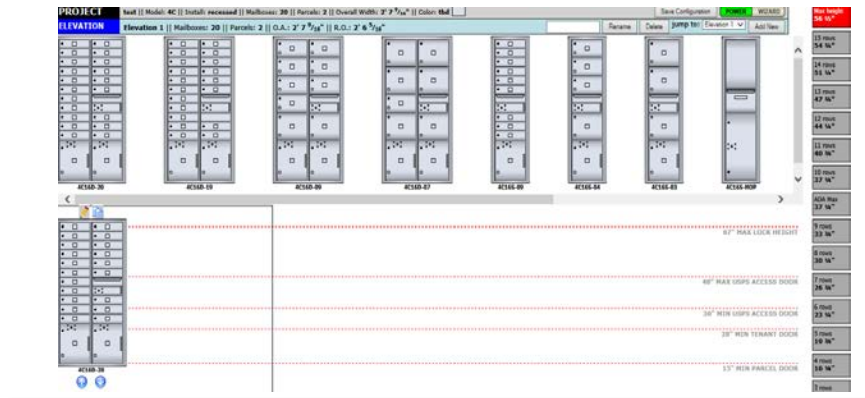 PROJECT test || Model: 4C || Install: recessed || Mailboxes: 20 || Parcels: 2 || Overall Width: 2' 7 9/16" || Color: tbd Save Configuration POWER WIZARD
ELEVATION Elevation 1 || Mailboxes: 20 || Parcels: 2 || O.A.: 2' 7 9/16" || R.O.: 2' 6 5/16" Rename Delete jump to: Elevation 1 Add New
4C16D-20 4C16D-19 4C16D-09 4C16D-07 4C16S-09 4C16S-04 4C16S-03 4C16S-HOP
67" MAX LOCK HEIGHT
48" MAX USPS ACCESS DOOR
MIN USPS ACCESS DOOR
28" MIN TENANT DOOR
15" MIN PARCEL DOOR
4C16D-20
Max height
56 ¾"
15 rows
54 ¾"
14 rows
51 ¼"
13 rows
47 ¾"
12 rows
44 ¼"
11 rows
40 ¾"
10 rows
37 ¼"
ADA Max
37 ¼"
9 rows
33 ¾"
8 rows
30 ¼"
7 rows
26 ¾"
6 rows
23 ¼"
5 rows
19 ¾"
4 rows
16 ¼"
3 rows